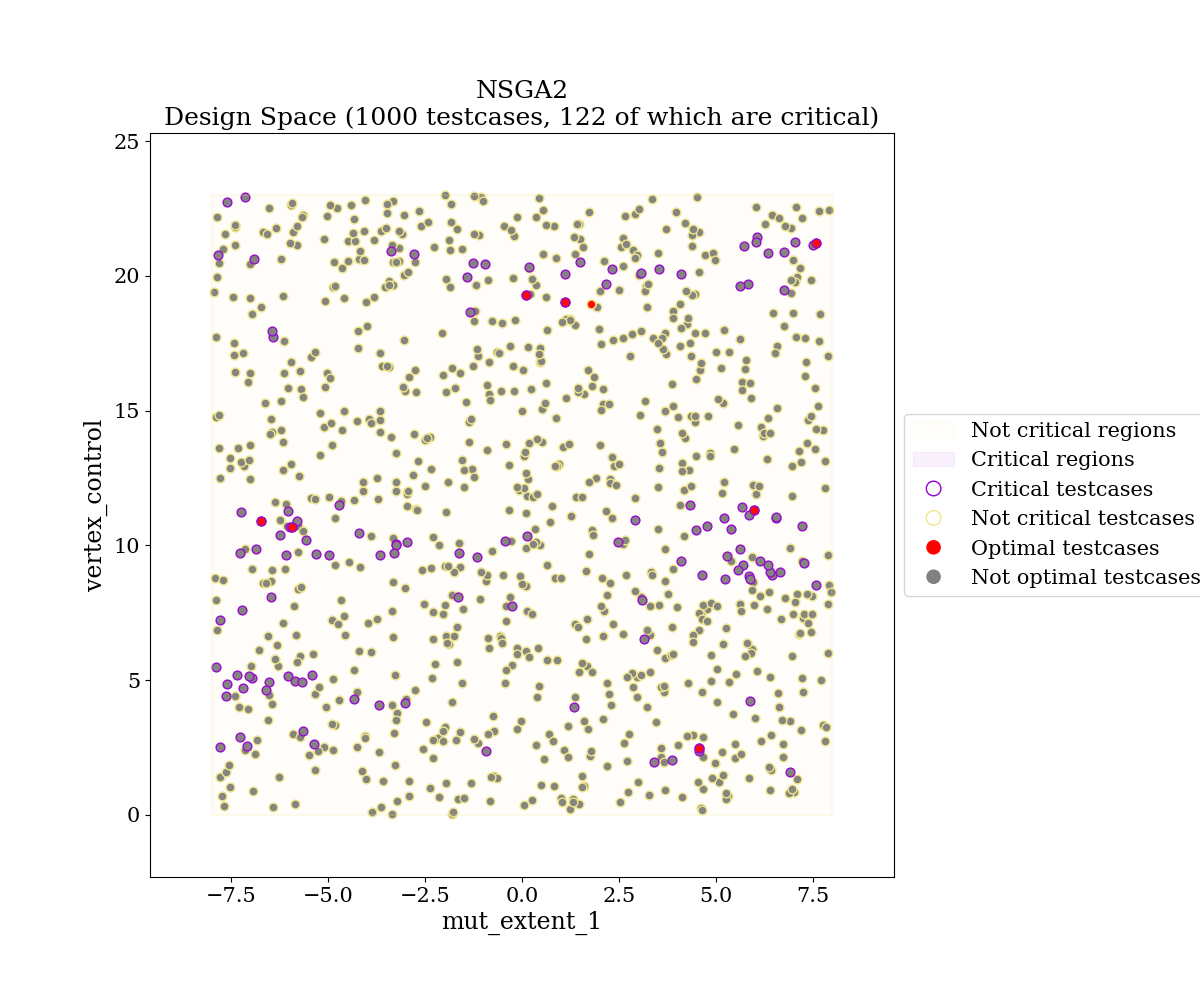 NSGA2
Design Space (1000 testcases, 122 of which are critical)
25
20
15
10
5
0
vertex_control
−7.5
−5.0
−2.5
0.0
2.5
5.0
7.5
mut_extent_1
Not critical regions
Critical regions
Critical testcases
Not critical testcases
Optimal testcases
Not optimal testcases